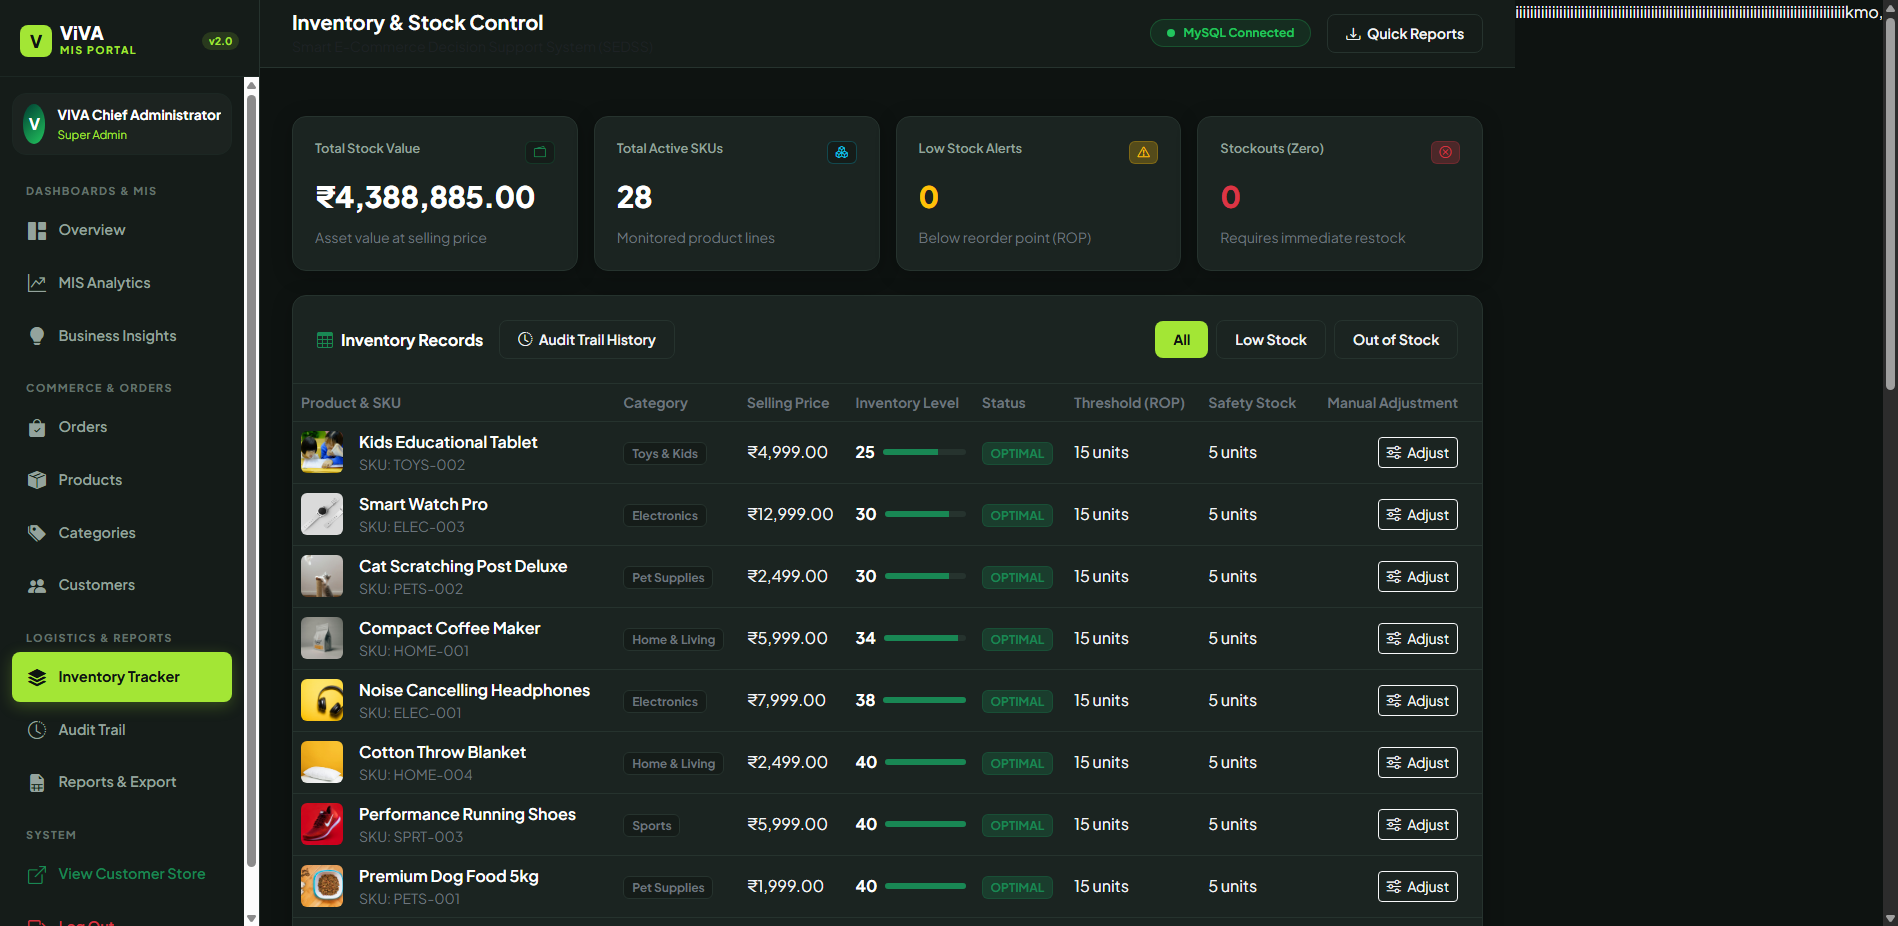 V
ViVA
MIS PORTAL
v2.0
V
VIVA Chief Administrator
Super Admin
DASHBOARDS & MIS
Overview
MIS Analytics
Business Insights
COMMERCE & ORDERS
Orders
Products
Categories
Customers
LOGISTICS & REPORTS
Inventory Tracker
Audit Trail
Reports & Export
SYSTEM
View Customer Store
Log Out
Inventory & Stock Control
MySQL Connected
Quick Reports
Total Stock Value
₹4,388,885.00
Asset value at selling price
Total Active SKUs
28
Monitored product lines
Low Stock Alerts
0
Below reorder point (ROP)
Stockouts (Zero)
0
Requires immediate restock
Inventory Records
Audit Trail History
All
Low Stock
Out of Stock
Product & SKU Category Selling Price Inventory Level Status Threshold (ROP) Safety Stock Manual Adjustment
Kids Educational Tablet
SKU: TOYS-002
Toys & Kids ₹4,999.00 25 OPTIMAL 15 units 5 units Adjust
Smart Watch Pro
SKU: ELEC-003
Electronics ₹12,999.00 30 OPTIMAL 15 units 5 units Adjust
Cat Scratching Post Deluxe
SKU: PETS-002
Pet Supplies ₹2,499.00 30 OPTIMAL 15 units 5 units Adjust
Compact Coffee Maker
SKU: HOME-001
Home & Living ₹5,999.00 34 OPTIMAL 15 units 5 units Adjust
Noise Cancelling Headphones
SKU: ELEC-001
Electronics ₹7,999.00 38 OPTIMAL 15 units 5 units Adjust
Cotton Throw Blanket
SKU: HOME-004
Home & Living ₹2,499.00 40 OPTIMAL 15 units 5 units Adjust
Performance Running Shoes
SKU: SPRT-003
Sports ₹5,999.00 40 OPTIMAL 15 units 5 units Adjust
Premium Dog Food 5kg
SKU: PETS-001
Pet Supplies ₹1,999.00 40 OPTIMAL 15 units 5 units Adjust